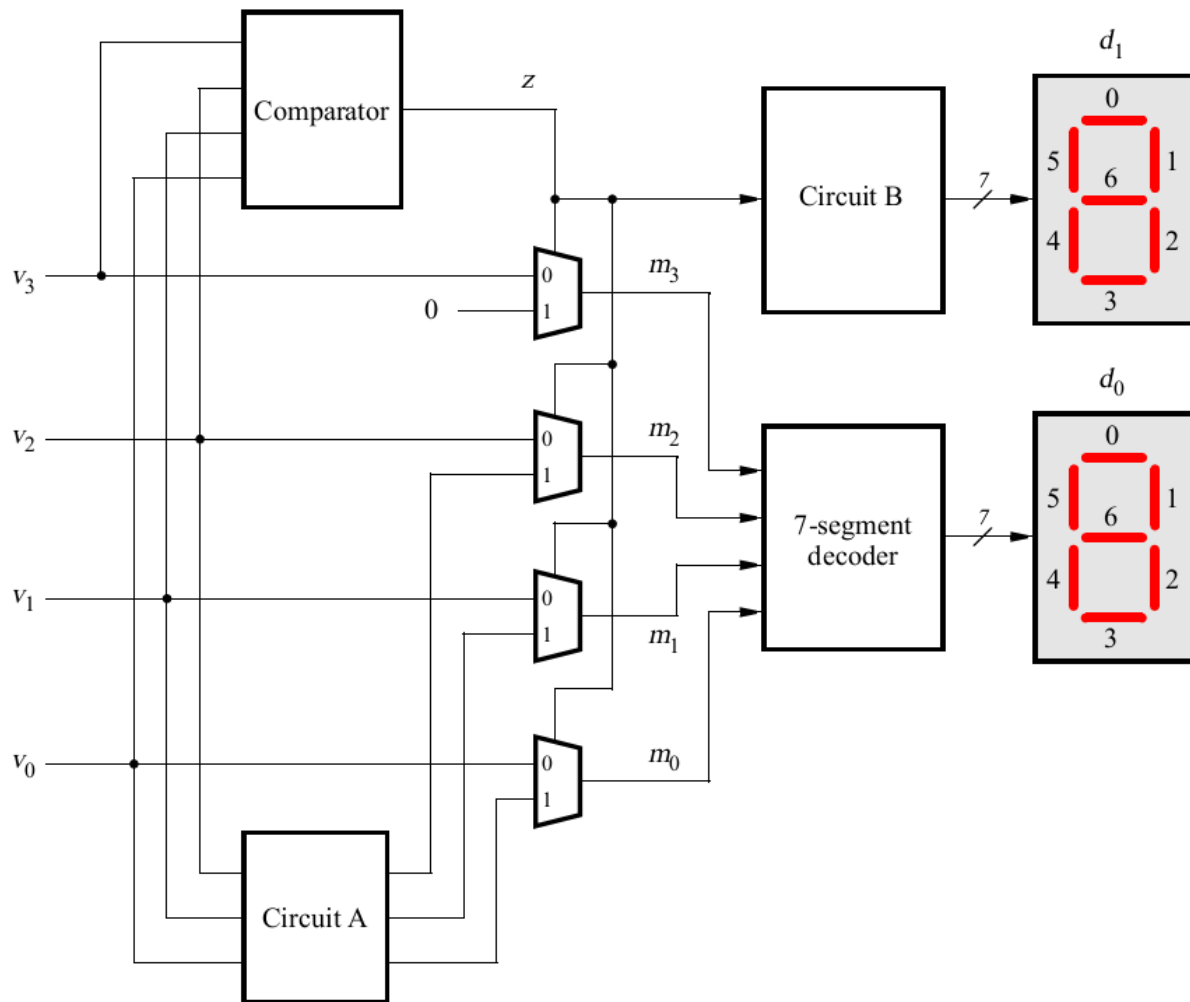 d₁
z
Comparator
Circuit B
7
0
5
1
6
4
2
3
v₃
0
1
m₃
0
d₀
v₂
0
1
m₂
7-segment
decoder
7
0
5
1
6
4
2
3
v₁
0
1
m₁
v₀
0
1
m₀
Circuit A